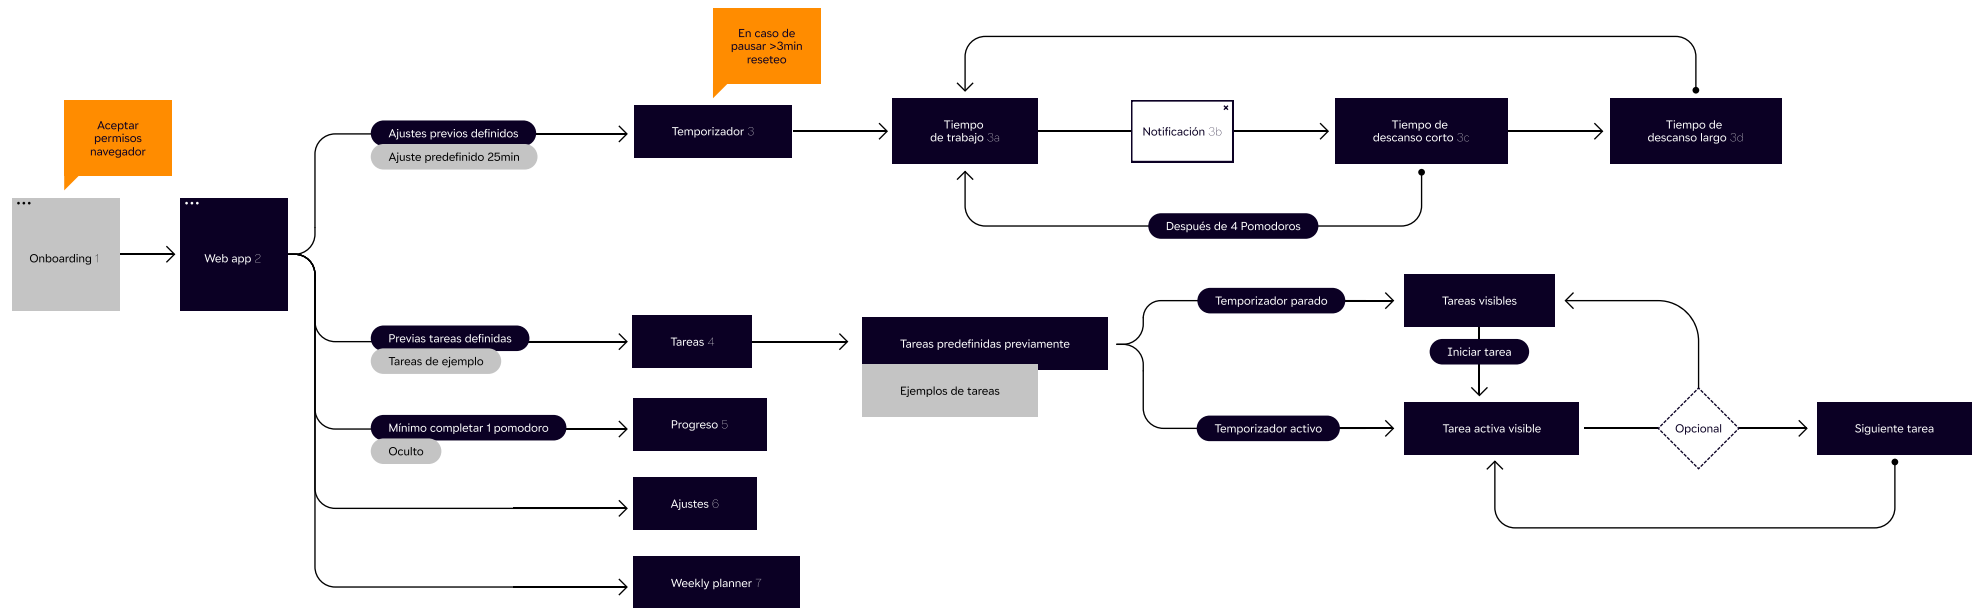 En caso de
pausar >3min
reseteo
Aceptar
permisos
navegador
Onboarding 1
Web app 2
Ajustes previos definidos
Ajuste predefinido 25min
Temporizador 3
Tiempo
de trabajo 3a
Notificación 3b
Tiempo de
descanso corto 3c
Tiempo de
descanso largo 3d
Después de 4 Pomodoros
Previas tareas definidas
Tareas de ejemplo
Tareas 4
Tareas predefinidas previamente
Ejemplos de tareas
Temporizador parado
Tareas visibles
Iniciar tarea
Temporizador activo
Tarea activa visible
Opcional
Siguiente tarea
Mínimo completar 1 pomodoro
Oculto
Progreso 5
Ajustes 6
Weekly planner 7